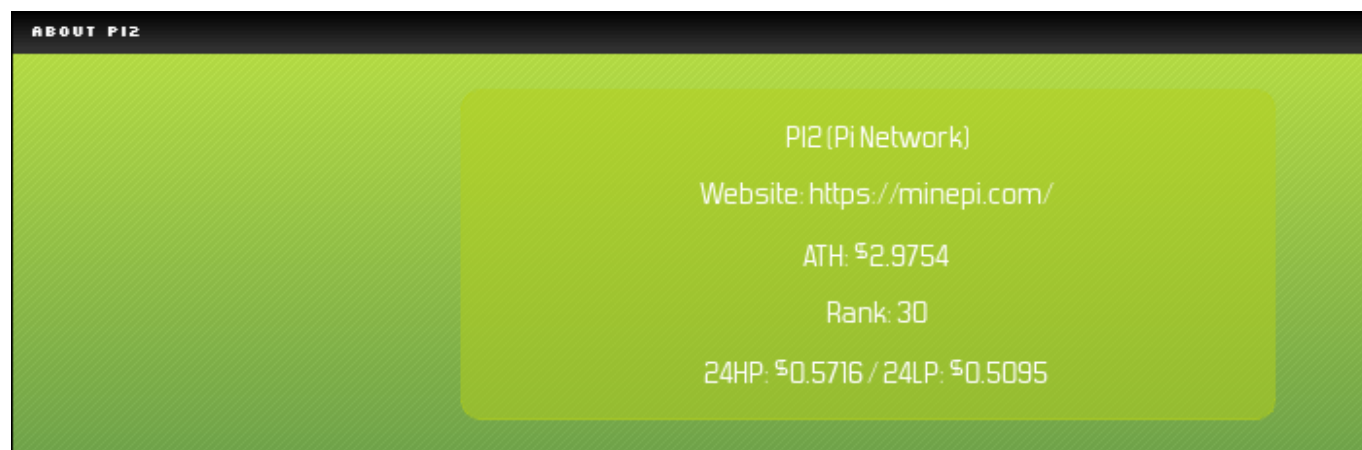 ABOUT PI2
PI2 (Pi Network)
Website: https://minepi.com/
ATH: $2.9754
Rank: 30
24HP: $0.5716 / 24LP: $0.5095